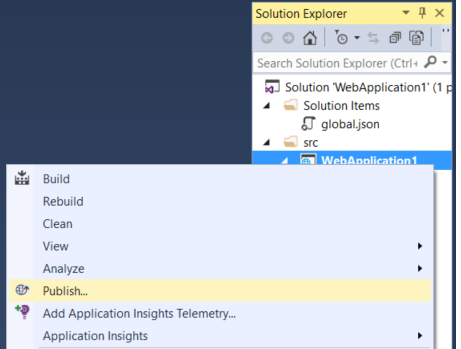 Solution Explorer
Search Solution Explorer (Ctrl+
Solution 'WebApplication1' (1 p
Solution Items
global.json
src
WebApplication1
Build
Rebuild
Clean
View
Analyze
Publish...
Add Application Insights Telemetry...
Application Insights